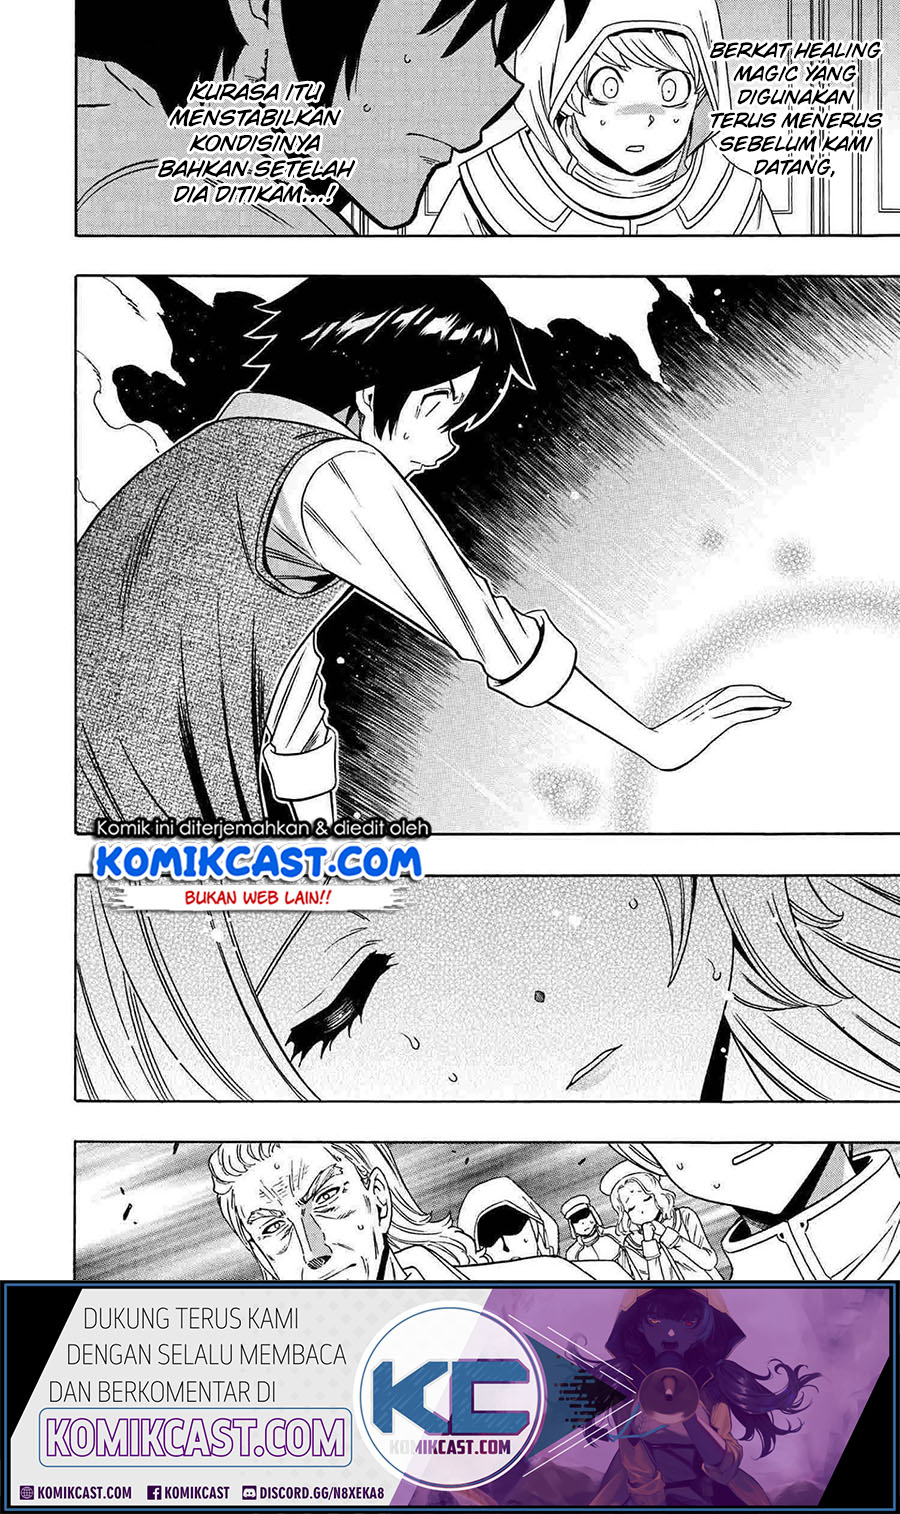 BERKAT HEALING
MAGIC YANG
DIGUNAKAN
TERUS MENERUS
SEBELUM KAMI
DATANG,
KURASA ITU
MENSTABILKAN
KONDISINYA
BAHKAN SETELAH
DIA DITIKAM...!
Komik ini diterjemahkan & diedit oleh
KOMIKCAST.COM
BUKAN WEB LAIN!!
DUKUNG TERUS KAMI
DENGAN SELALU MEMBACA
DAN BERKOMENTAR DI
KOMIKCAST.COM
KC
KOMIKCAST.COM
KOMIKCAST.COM KOMIKCAST DISCORD.GG/N8XEKA8